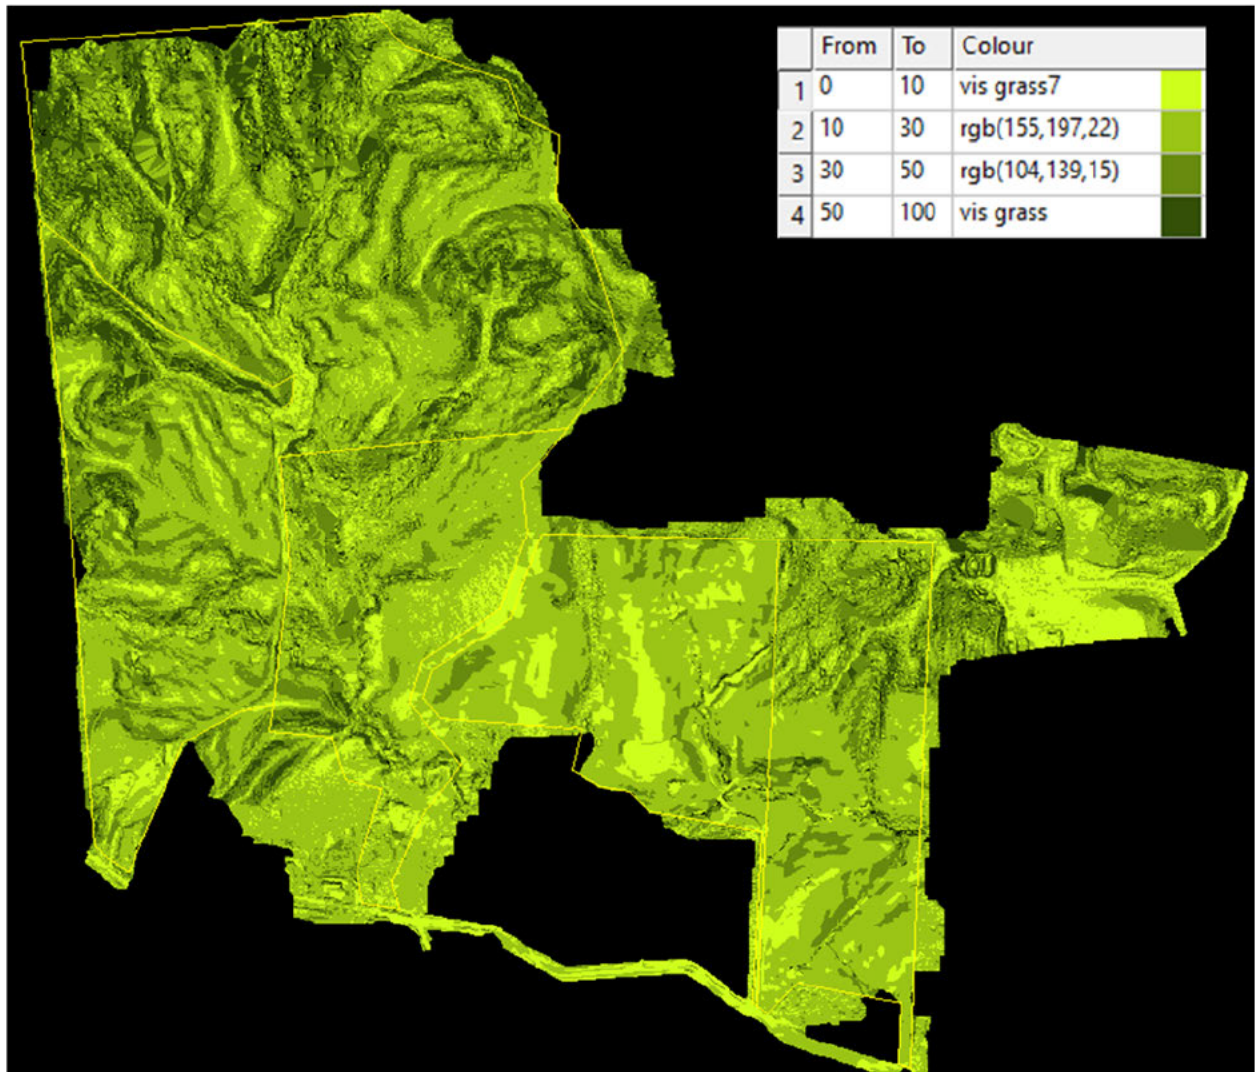 From To Colour
1 0 10 vis grass7
2 10 30 rgb(155,197,22)
3 30 50 rgb(104,139,15)
4 50 100 vis grass